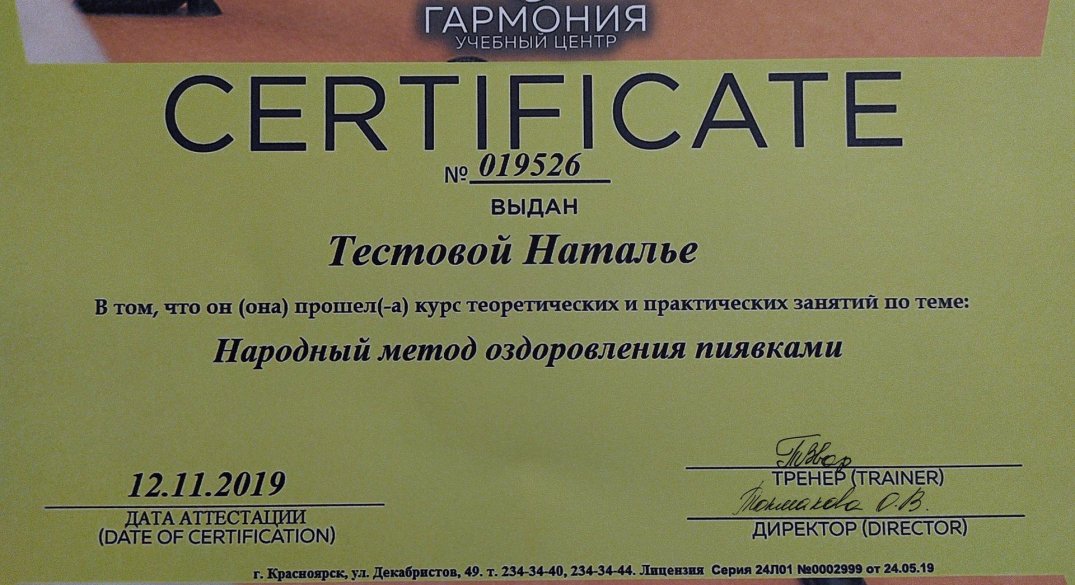 ГАРМОНИЯ
УЧЕБНЫЙ ЦЕНТР
CERTIFICATE
№ 019526
ВЫДАН
Тестовой Наталье
В том, что он (она) прошел(-а) курс теоретических и практических занятий по теме:
Народный метод оздоровления пиявками
12.11.2019
ДАТА АТТЕСТАЦИИ
(DATE OF CERTIFICATION)
ТРЕНЕР (TRAINER)
Токмакова О.В.
ДИРЕКТОР (DIRECTOR)
г. Красноярск, ул. Декабристов, 49. т. 234-34-40, 234-34-44. Лицензия Серия 24Л01 №0002999 от 24.05.19